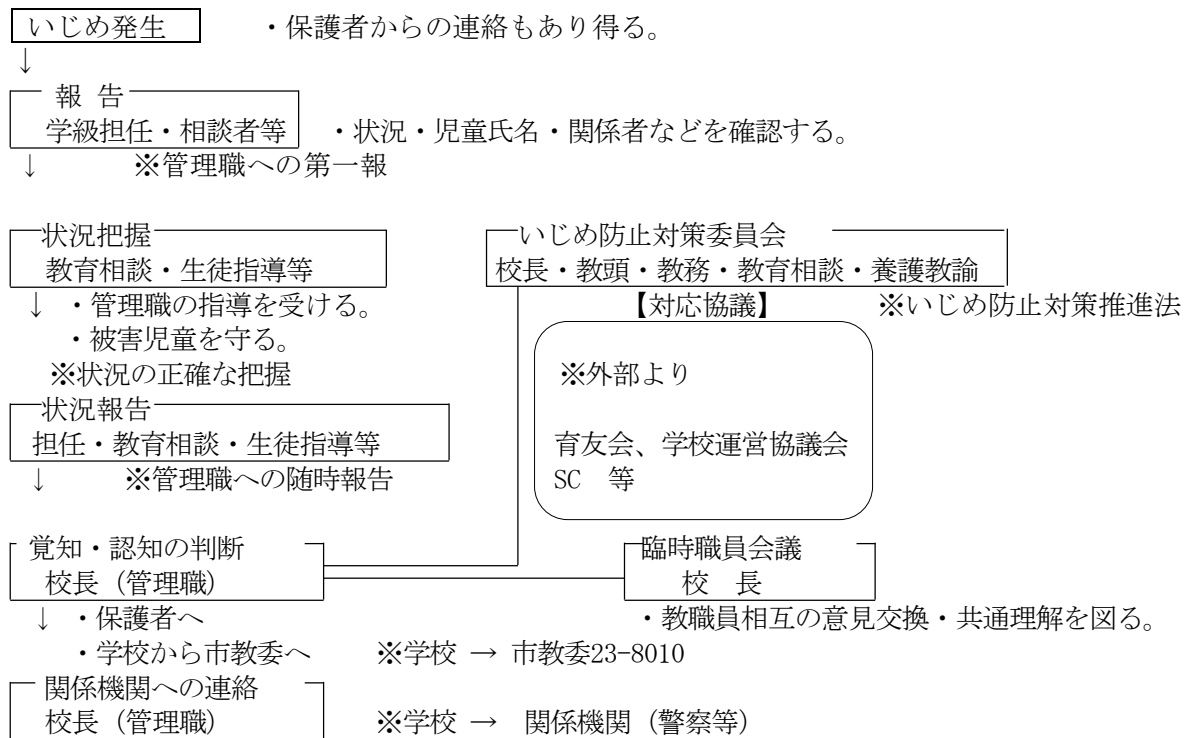 いじめ発生　・保護者からの連絡もあり得る。
↓
報 告
学級担任・相談者等　・状況・児童氏名・関係者などを確認する。
↓　※管理職への第一報
状況把握　いじめ防止対策委員会
教育相談・生徒指導等　校長・教頭・教務・教育相談・養護教諭
↓ ・管理職の指導を受ける。　【対応協議】　※いじめ防止対策推進法
・被害児童を守る。
※状況の正確な把握　※外部より
状況報告
担任・教育相談・生徒指導等　育友会、学校運営協議会
↓　※管理職への随時報告　SC　等
覚知・認知の判断　臨時職員会議
校長（管理職）　校　長
↓ ・保護者へ　・教職員相互の意見交換・共通理解を図る。
・学校から市教委へ　※学校 → 市教委23-8010
関係機関への連絡
校長（管理職）　※学校 → 関係機関（警察等）